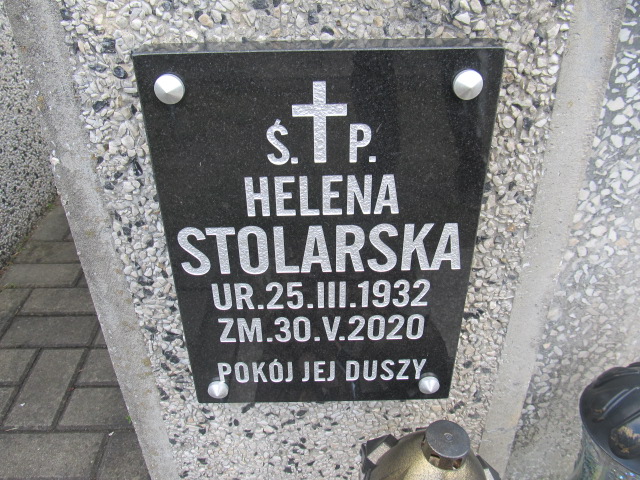 Ś. P.
HELENA
STOLARSKA
UR.25.III.1932
ZM.30.V.2020
POKÓJ JEJ DUSZY